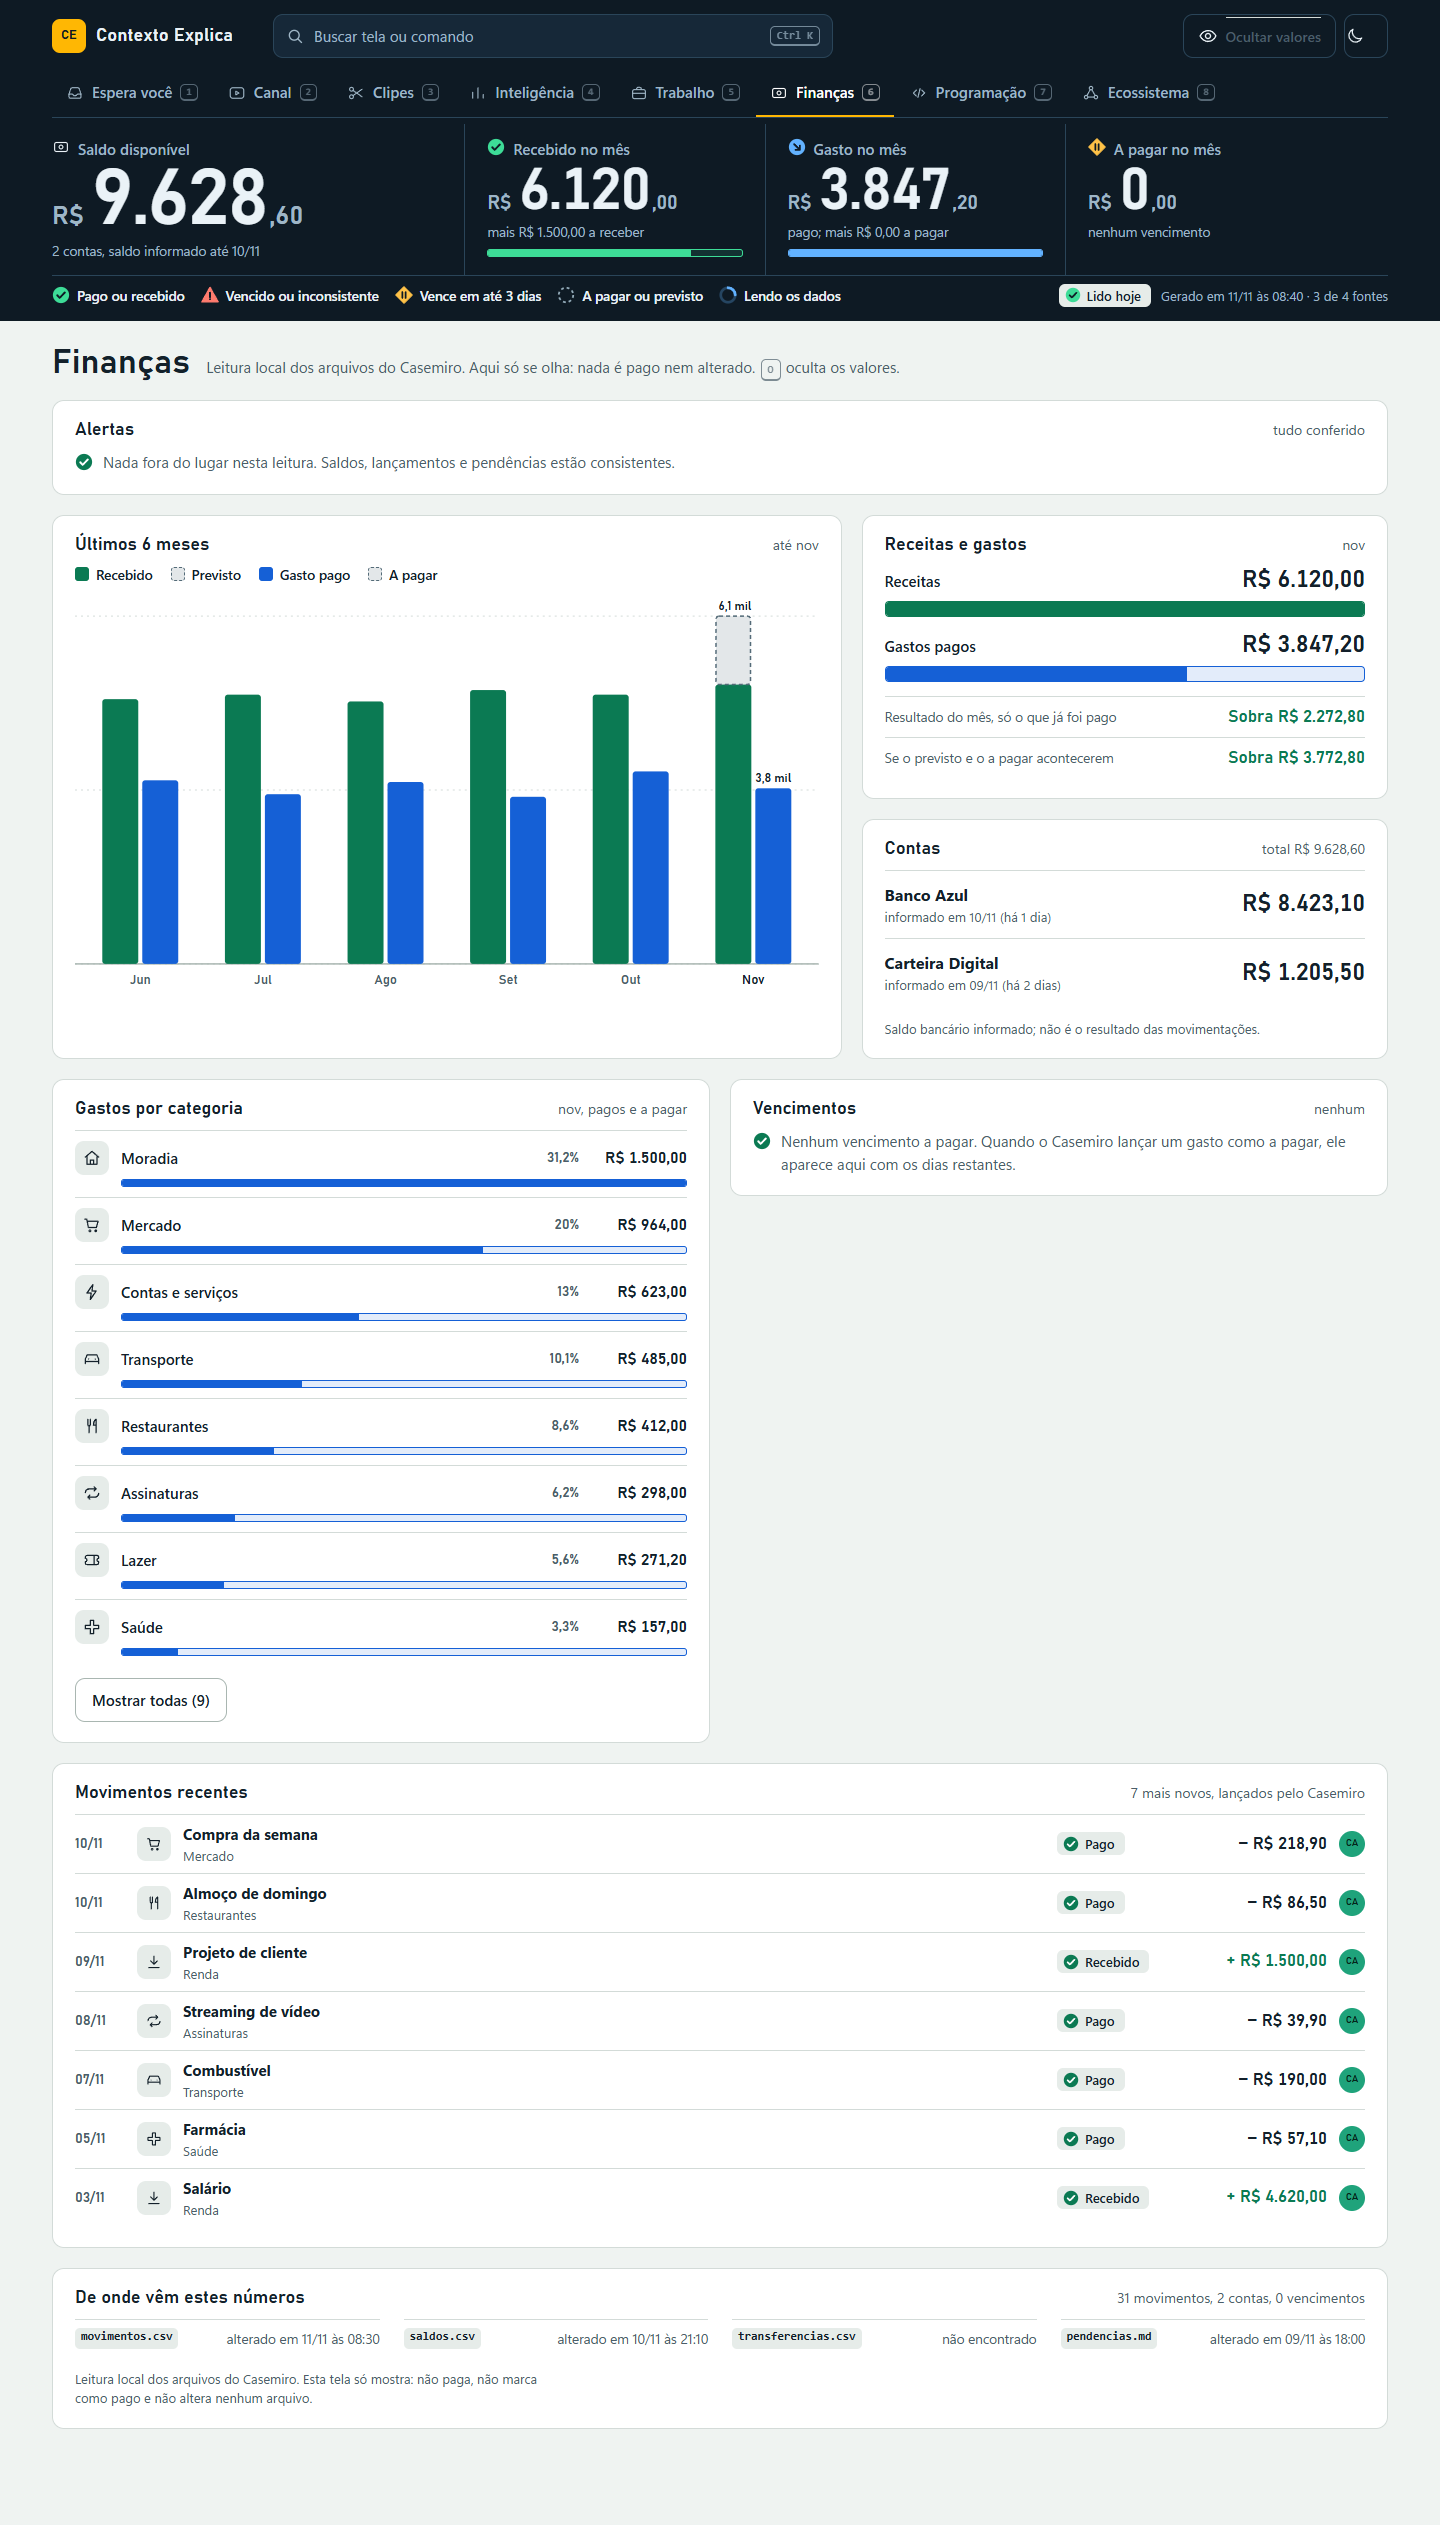 CE Contexto Explica
Buscar tela ou comando Ctrl K
Ocultar valores
Espera você 1 Canal 2 Clipes 3 Inteligência 4 Trabalho 5 Finanças 6 Programação 7 Ecossistema 8
Saldo disponível
R$ 9.628,60
2 contas, saldo informado até 10/11
Recebido no mês
R$ 6.120,00
mais R$ 1.500,00 a receber
Gasto no mês
R$ 3.847,20
pago; mais R$ 0,00 a pagar
A pagar no mês
R$ 0,00
nenhum vencimento
Pago ou recebido Vencido ou inconsistente Vence em até 3 dias A pagar ou previsto Lendo os dados
Lido hoje Gerado em 11/11 às 08:40 · 3 de 4 fontes
Finanças Leitura local dos arquivos do Casemiro. Aqui só se olha: nada é pago nem alterado. 0 oculta os valores.
Alertas tudo conferido
Nada fora do lugar nesta leitura. Saldos, lançamentos e pendências estão consistentes.
Últimos 6 meses até nov
Recebido Previsto Gasto pago A pagar
6,1 mil
3,8 mil
Jun Jul Ago Set Out Nov
Receitas e gastos nov
Receitas R$ 6.120,00
Gastos pagos R$ 3.847,20
Resultado do mês, só o que já foi pago Sobra R$ 2.272,80
Se o previsto e o a pagar acontecerem Sobra R$ 3.772,80
Contas total R$ 9.628,60
Banco Azul R$ 8.423,10
informado em 10/11 (há 1 dia)
Carteira Digital R$ 1.205,50
informado em 09/11 (há 2 dias)
Saldo bancário informado; não é o resultado das movimentações.
Gastos por categoria nov, pagos e a pagar
Moradia 31,2% R$ 1.500,00
Mercado 20% R$ 964,00
Contas e serviços 13% R$ 623,00
Transporte 10,1% R$ 485,00
Restaurantes 8,6% R$ 412,00
Assinaturas 6,2% R$ 298,00
Lazer 5,6% R$ 271,20
Saúde 3,3% R$ 157,00
Mostrar todas (9)
Vencimentos nenhum
Nenhum vencimento a pagar. Quando o Casemiro lançar um gasto como a pagar, ele
aparece aqui com os dias restantes.
Movimentos recentes 7 mais novos, lançados pelo Casemiro
10/11 Compra da semana Pago − R$ 218,90 CA
Mercado
10/11 Almoço de domingo Pago − R$ 86,50 CA
Restaurantes
09/11 Projeto de cliente Recebido + R$ 1.500,00 CA
Renda
08/11 Streaming de vídeo Pago − R$ 39,90 CA
Assinaturas
07/11 Combustível Pago − R$ 190,00 CA
Transporte
05/11 Farmácia Pago − R$ 57,10 CA
Saúde
03/11 Salário Recebido + R$ 4.620,00 CA
Renda
De onde vêm estes números 31 movimentos, 2 contas, 0 vencimentos
movimentos.csv alterado em 11/11 às 08:30 saldos.csv alterado em 10/11 às 21:10 transferencias.csv não encontrado pendencias.md alterado em 09/11 às 18:00
Leitura local dos arquivos do Casemiro. Esta tela só mostra: não paga, não marca
como pago e não altera nenhum arquivo.